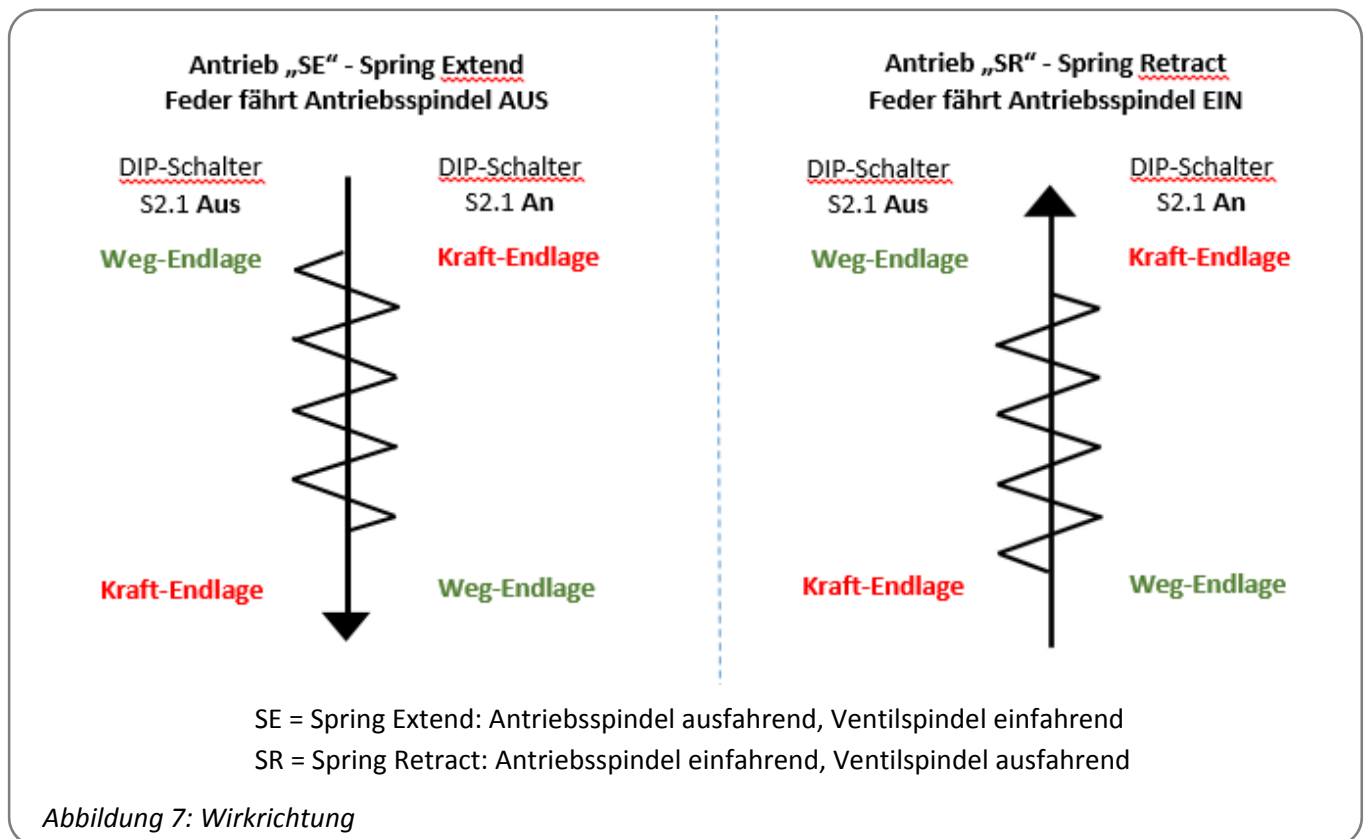 Antrieb „SE“ - Spring Extend
Feder fährt Antriebsspindel AUS
DIP-Schalter
S2.1 Aus
DIP-Schalter
S2.1 An
Weg-Endlage
Kraft-Endlage
Kraft-Endlage
Weg-Endlage
Antrieb „SR“ - Spring Retract
Feder fährt Antriebsspindel EIN
DIP-Schalter
S2.1 Aus
DIP-Schalter
S2.1 An
Weg-Endlage
Kraft-Endlage
Kraft-Endlage
Weg-Endlage
SE = Spring Extend: Antriebsspindel ausfahrend, Ventilspindel einfahrend
SR = Spring Retract: Antriebsspindel einfahrend, Ventilspindel ausfahrend
Abbildung 7: Wirkrichtung